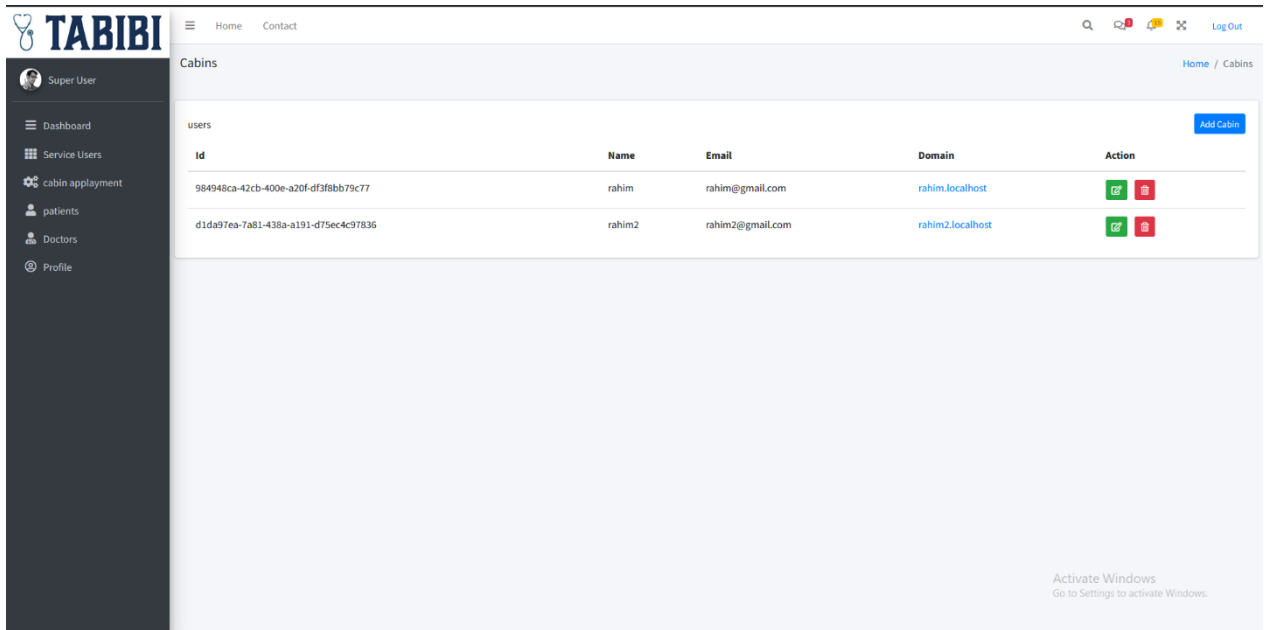 TABIBI
Home Contact
3
15
Log Out
Super User
Cabins
Home / Cabins
Dashboard
Service Users
cabin applayment
patients
Doctors
Profile
users
Add Cabin
Id Name Email Domain Action
984948ca-42cb-400e-a20f-df3f8bb79c77 rahim rahim@gmail.com rahim.localhost
d1da97ea-7a81-438a-a191-d75ec4c97836 rahim2 rahim2@gmail.com rahim2.localhost
Activate Windows
Go to Settings to activate Windows.